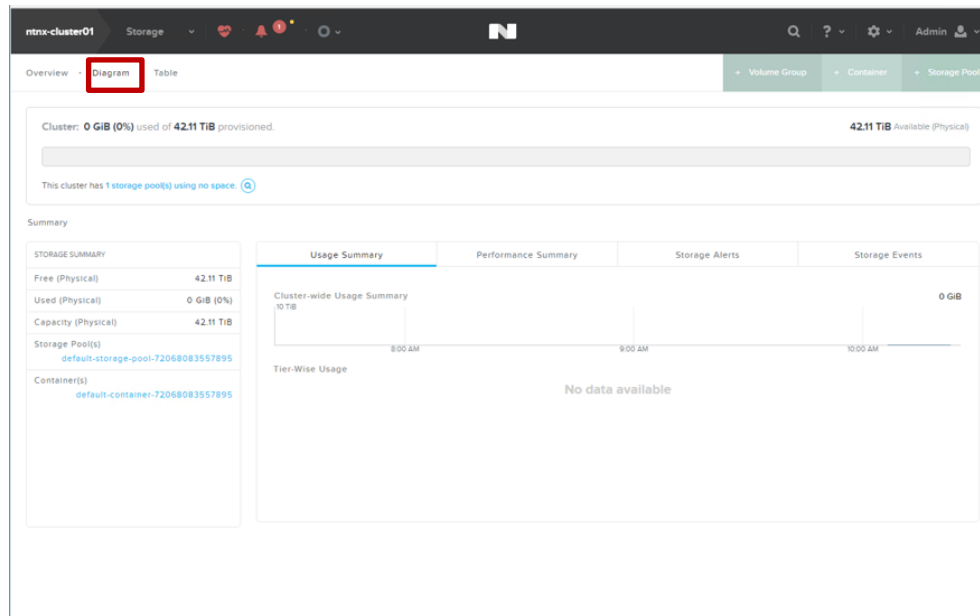 ntnx-cluster01 Storage 1 ? Admin
Overview · Diagram Table + Volume Group + Container + Storage Pool
Cluster: 0 GiB (0%) used of 42.11 TiB provisioned. 42.11 TiB Available (Physical)
This cluster has 1 storage pool(s) using no space.
Summary
STORAGE SUMMARY
Free (Physical) 42.11 TiB
Used (Physical) 0 GiB (0%)
Capacity (Physical) 42.11 TiB
Storage Pool(s)
default-storage-pool-72068083557895
Container(s)
default-container-72068083557895
Usage Summary Performance Summary Storage Alerts Storage Events
Cluster-wide Usage Summary 0 GiB
10 TiB
8:00 AM 9:00 AM 10:00 AM
Tier-Wise Usage
No data available